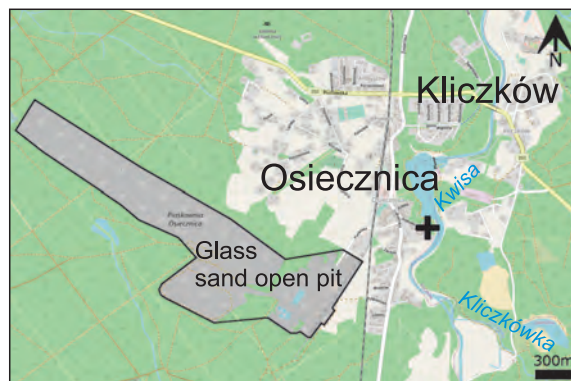 N
Kliczków
Osiecznica
Kwisa
Piaskownia
Osiecznica
Glass
sand open pit
Kliczkówka
300m